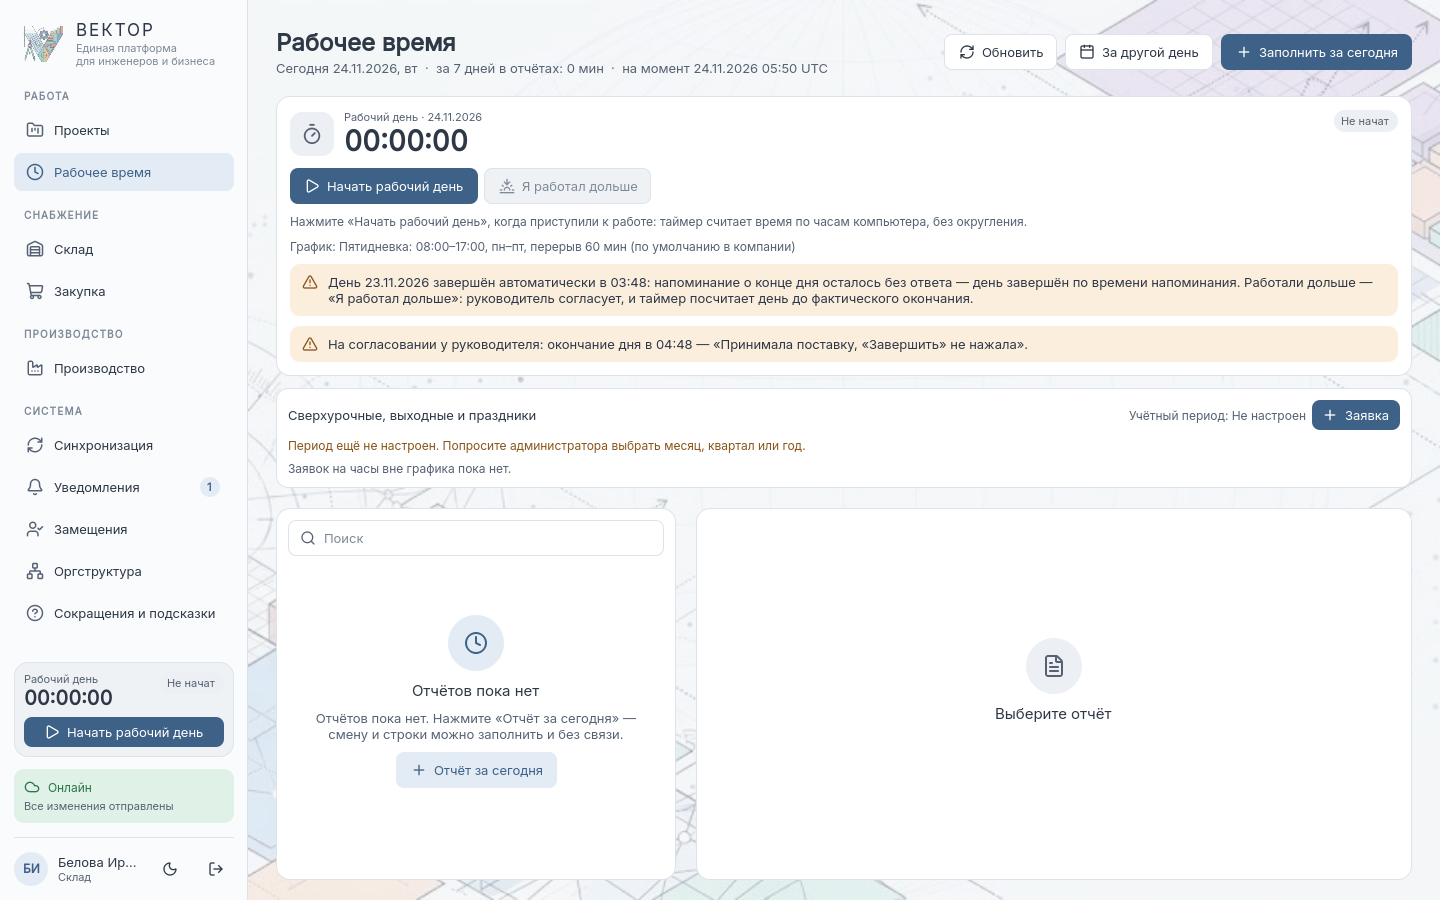 ВЕКТОР
Единая платформа
для инженеров и бизнеса
РАБОТА
Проекты
Рабочее время
СНАБЖЕНИЕ
Склад
Закупка
ПРОИЗВОДСТВО
Производство
СИСТЕМА
Синхронизация
Уведомления 1
Замещения
Оргструктура
Сокращения и подсказки
Рабочий день
00:00:00
Не начат
Начать рабочий день
Онлайн
Все изменения отправлены
БИ
Белова Ир...
Склад
Рабочее время
Сегодня 24.11.2026, вт · за 7 дней в отчётах: 0 мин · на момент 24.11.2026 05:50 UTC
Обновить
За другой день
Заполнить за сегодня
Рабочий день · 24.11.2026
00:00:00
Не начат
Начать рабочий день
Я работал дольше
Нажмите «Начать рабочий день», когда приступили к работе: таймер считает время по часам компьютера, без округления.
График: Пятидневка: 08:00–17:00, пн–пт, перерыв 60 мин (по умолчанию в компании)
День 23.11.2026 завершён автоматически в 03:48: напоминание о конце дня осталось без ответа — день завершён по времени напоминания. Работали дольше —
«Я работал дольше»: руководитель согласует, и таймер посчитает день до фактического окончания.
На согласовании у руководителя: окончание дня в 04:48 — «Принимала поставку, «Завершить» не нажала».
Сверхурочные, выходные и праздники
Учётный период: Не настроен
Заявка
Период ещё не настроен. Попросите администратора выбрать месяц, квартал или год.
Заявок на часы вне графика пока нет.
Поиск
Отчётов пока нет
Отчётов пока нет. Нажмите «Отчёт за сегодня» —
смену и строки можно заполнить и без связи.
Отчёт за сегодня
Выберите отчёт